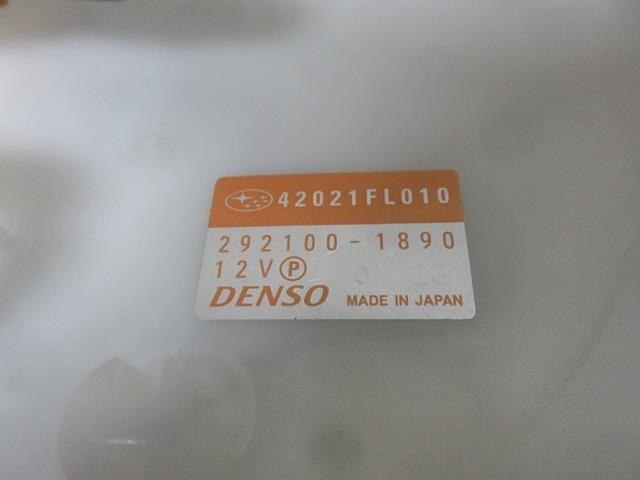 42021FL010
292100-1890
12V Ⓟ
DENSO MADE IN JAPAN